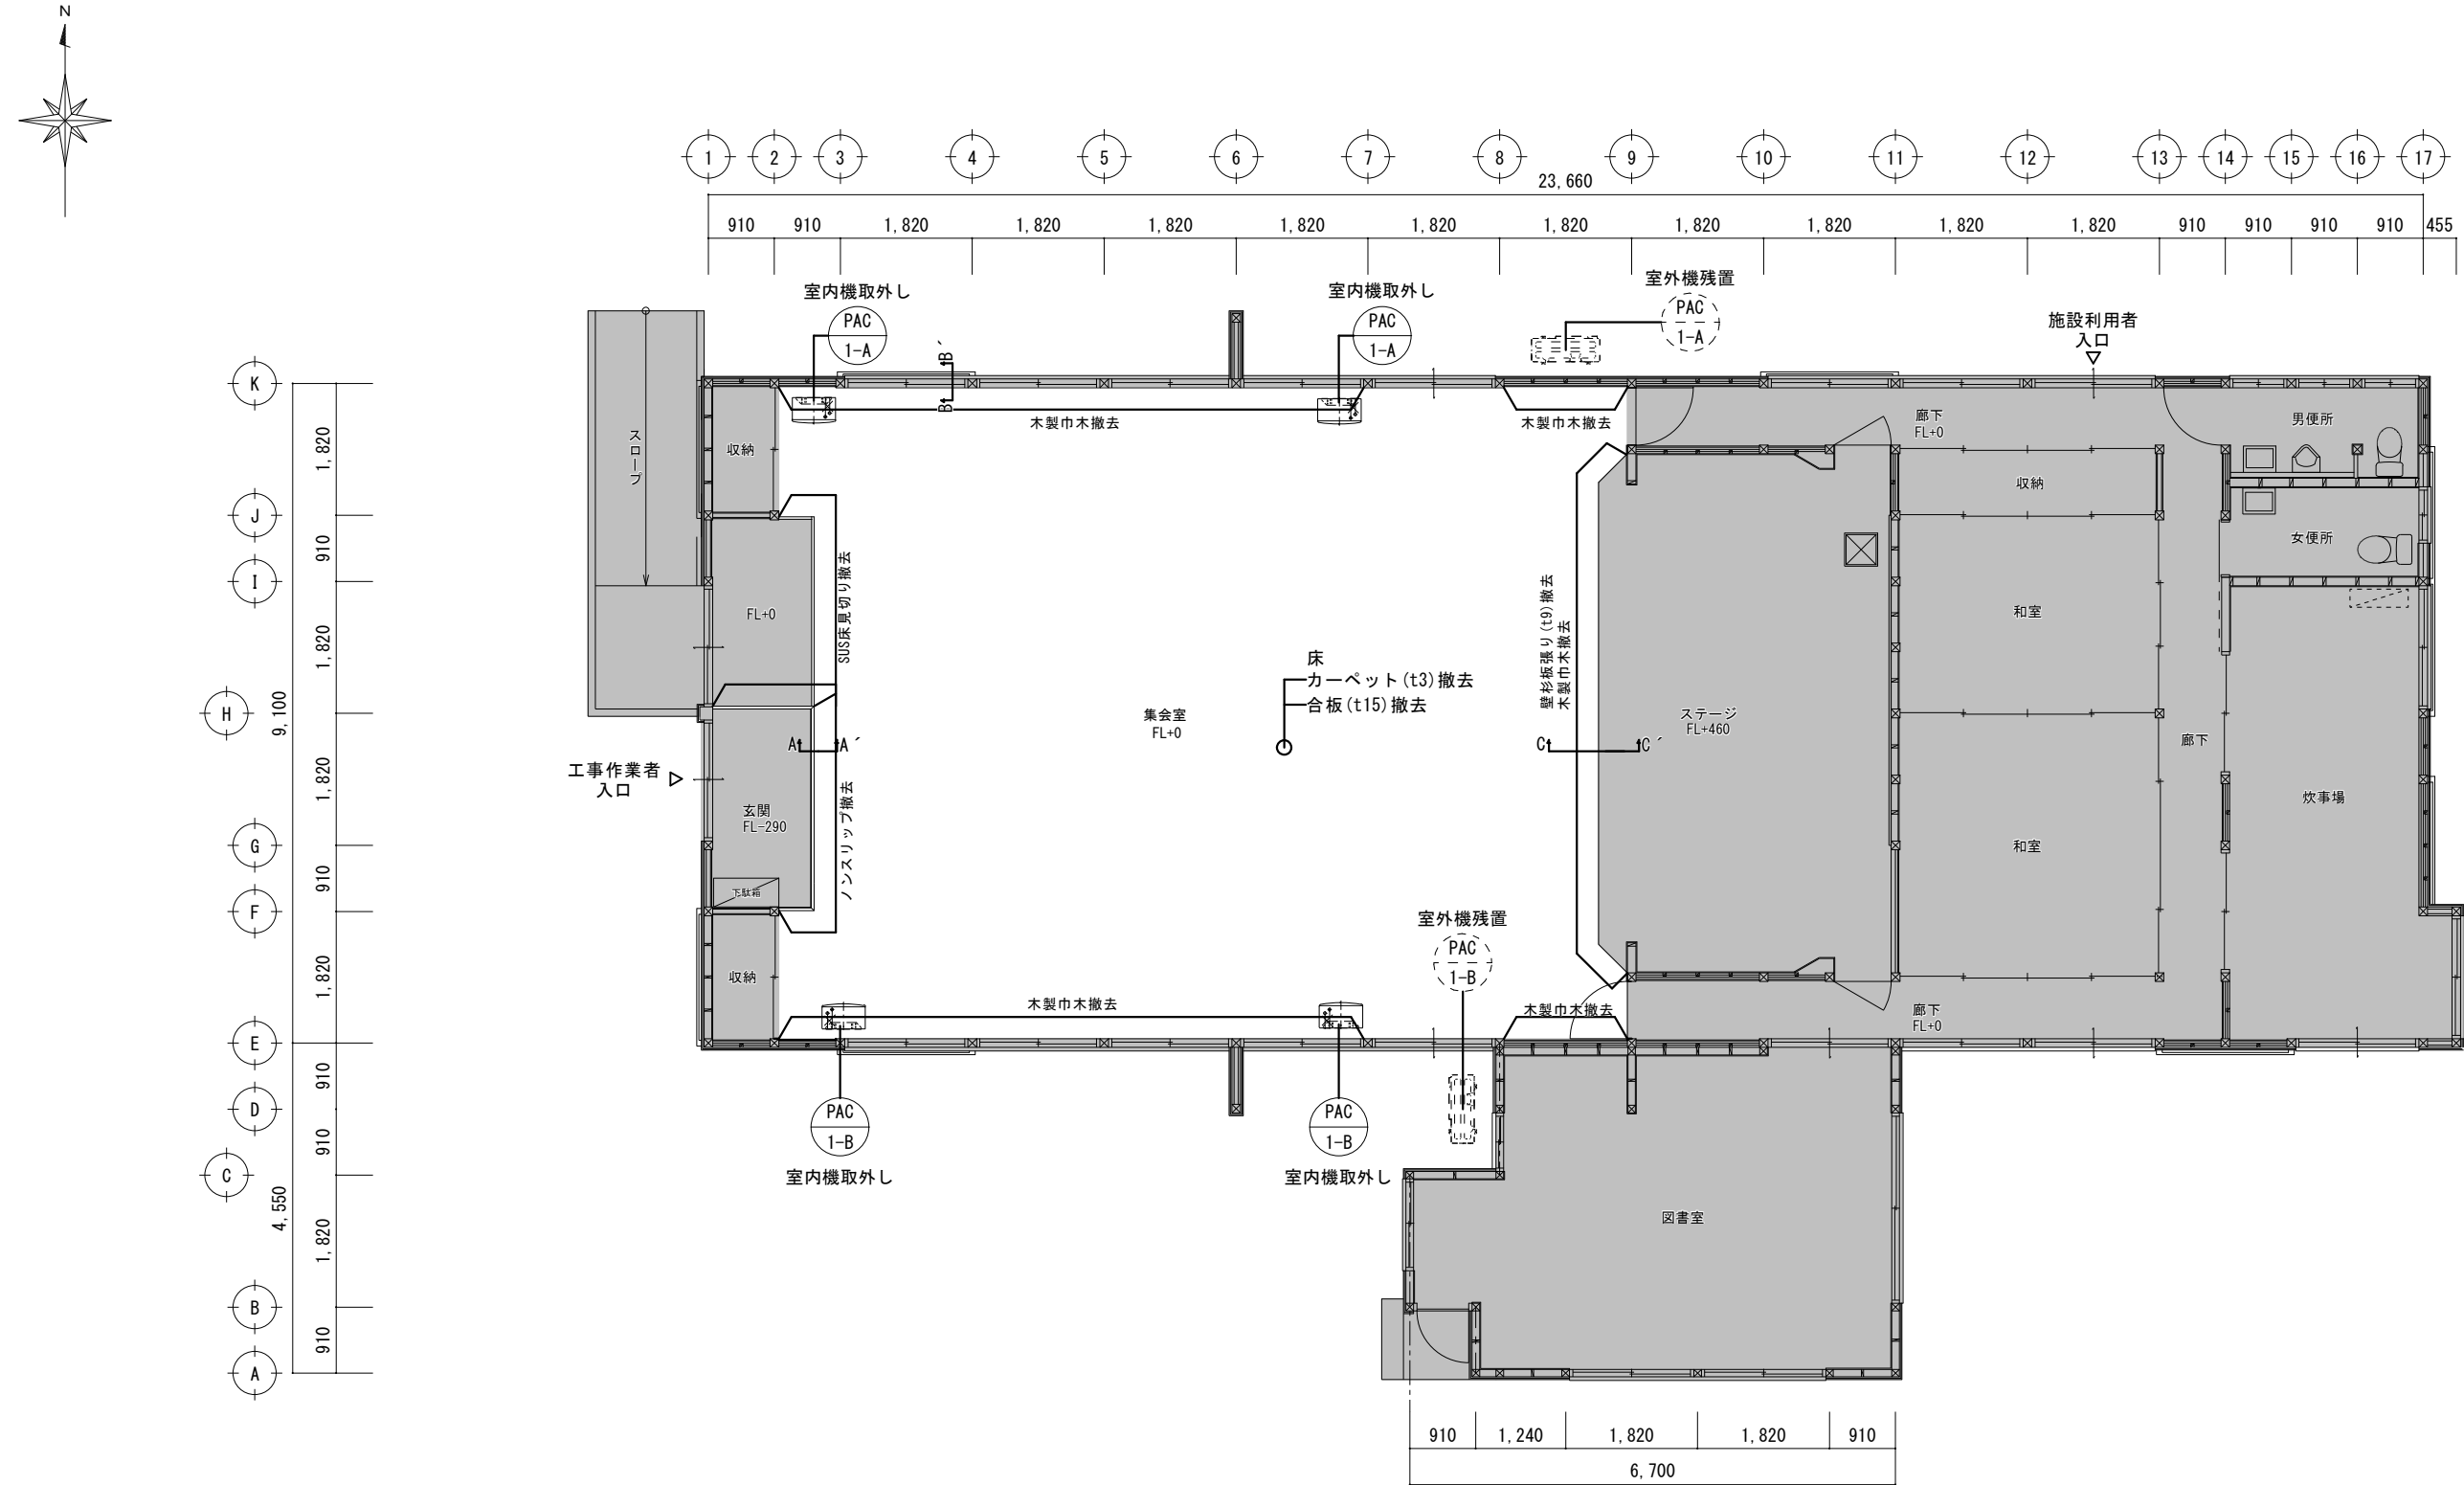 N
1 2 3 4 5 6 7 8 9 10 11 12 13 14 15 16 17
23,660
910 910 1,820 1,820 1,820 1,820 1,820 1,820 1,820 1,820 1,820 1,820 910 910 910 910 455
室内機取外し
PAC
1-A
室内機取外し
PAC
1-A
室外機残置
PAC
1-A
施設利用者
入口
B´
B
K
J
I
H
G
F
E
D
C
B
A
1,820
910
1,820
1,820
910
1,820
910
910
1,820
910
9,100
4,550
スロープ
収納
木製巾木撤去
木製巾木撤去
廊下
FL+0
男便所
収納
女便所
SUS床見切り撤去
FL+0
壁杉板張り(t9)撤去
木製巾木撤去
和室
床
カーペット(t3)撤去
合板(t15)撤去
集会室
FL+0
ステージ
FL+460
A A´
C C´
廊下
工事作業者
入口
玄関
FL-290
ノンスリップ撤去
炊事場
和室
下駄箱
収納
室外機残置
PAC
1-B
木製巾木撤去
木製巾木撤去
廊下
FL+0
PAC
1-B
室内機取外し
PAC
1-B
室内機取外し
図書室
910 1,240 1,820 1,820 910
6,700